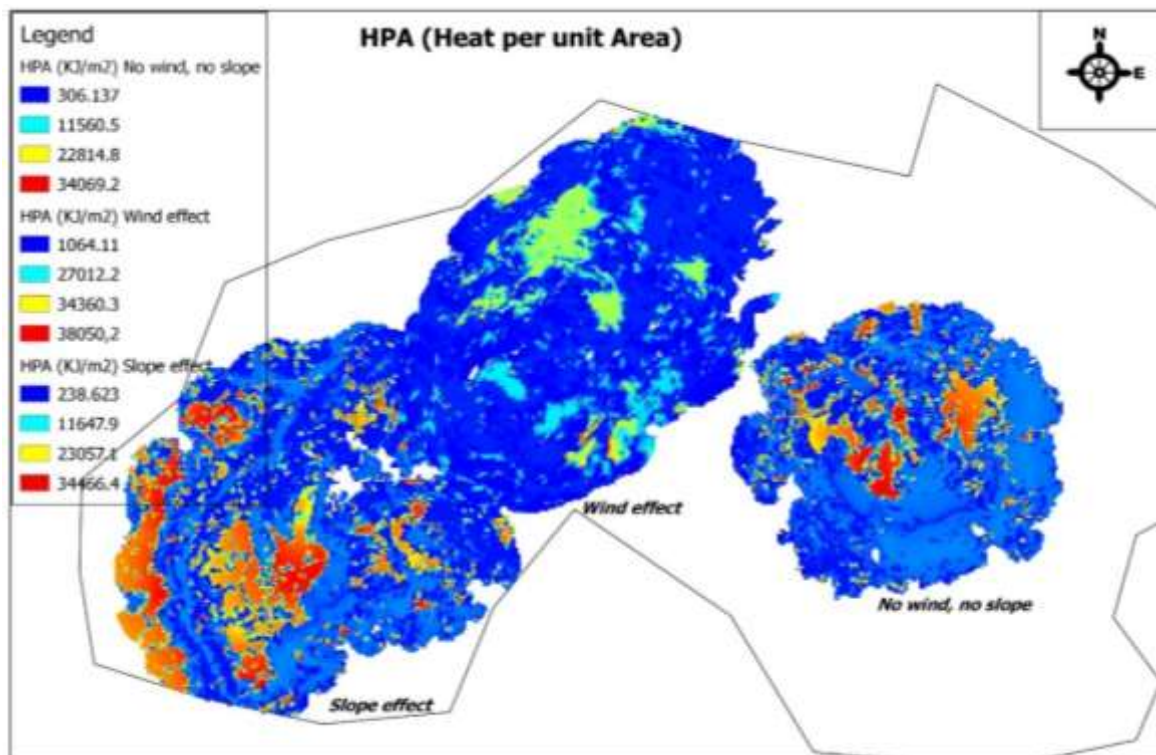 HPA (Heat per unit Area)
N
E
Legend
HPA (KJ/m2) No wind, no slope
306.137
11560.5
22814.8
34069.2
HPA (KJ/m2) Wind effect
1064.11
27012.2
34360.3
38050,2
HPA (KJ/m2) Slope effect
238.623
11647.9
23057.1
34466.4
Wind effect
No wind, no slope
Slope effect